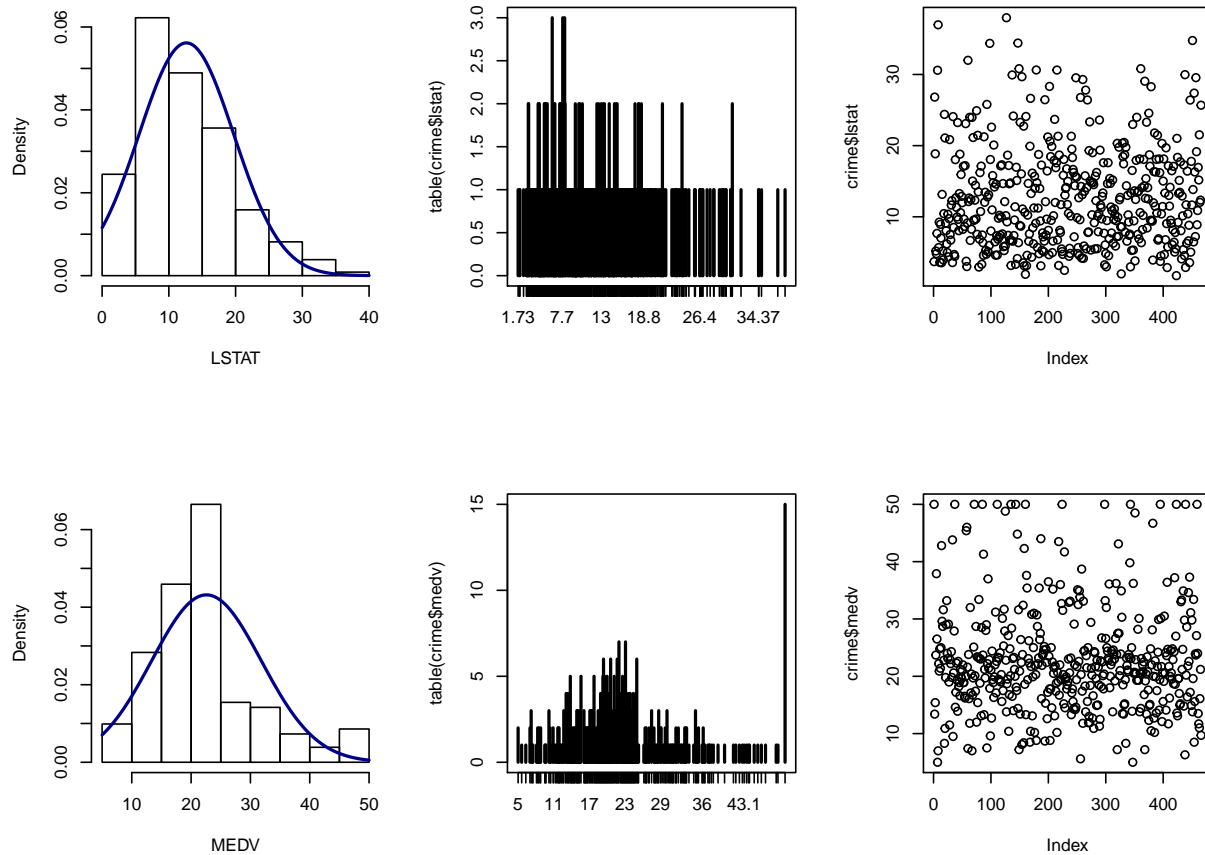 Density
0.00 0.02 0.04 0.06
0 10 20 30 40
LSTAT
table(crime$lstat)
0.0 0.5 1.0 1.5 2.0 2.5 3.0
1.73 7.7 13 18.8 26.4 34.37
crime$lstat
10 20 30
0 100 200 300 400
Index
Density
0.00 0.02 0.04 0.06
10 20 30 40 50
MEDV
table(crime$medv)
0 5 10 15
5 11 17 23 29 36 43.1
crime$medv
10 20 30 40 50
0 100 200 300 400
Index